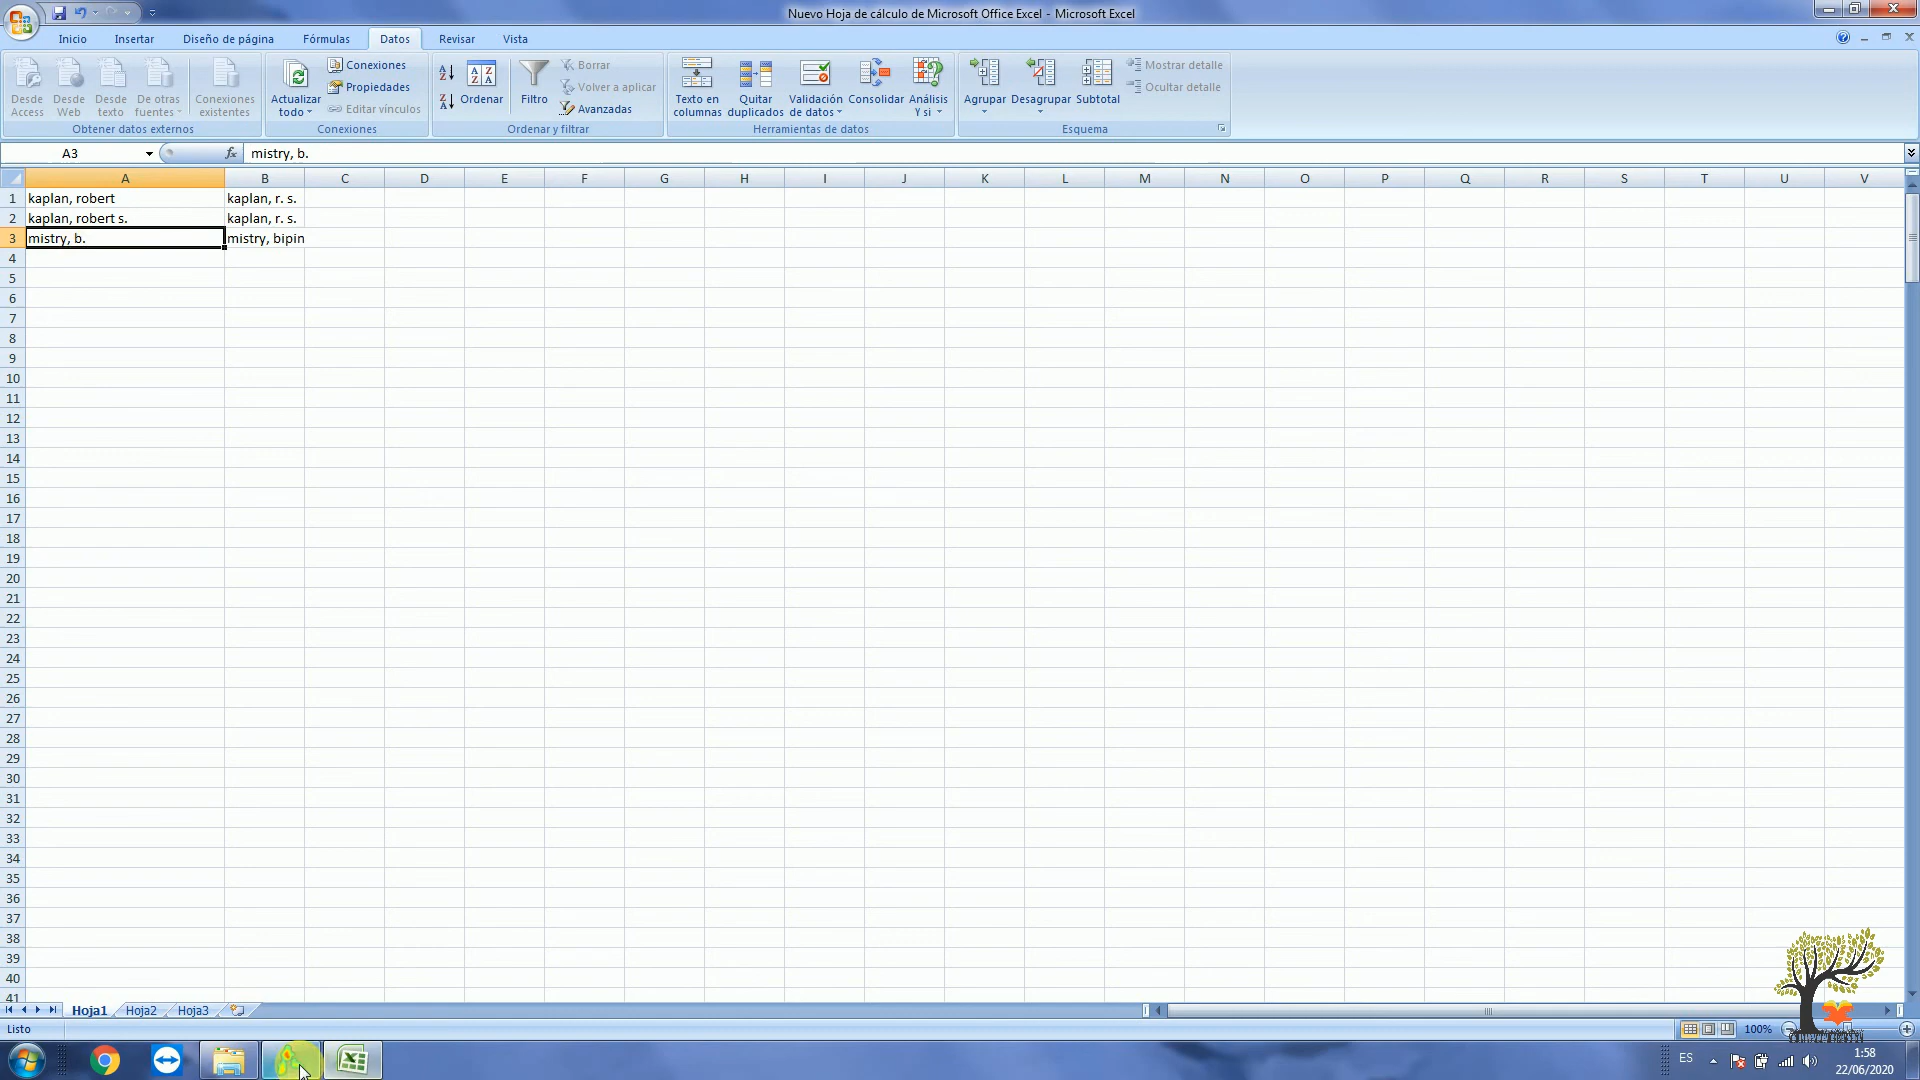 Nuevo Hoja de cálculo de Microsoft Office Excel - Microsoft Excel
Inicio Insertar Diseño de página Fórmulas Datos Revisar Vista
Desde Access
Desde Web
Desde texto
De otras fuentes
Conexiones existentes
Obtener datos externos
Actualizar todo
Conexiones
Propiedades
Editar vínculos
Conexiones
Ordenar
Filtro
Borrar
Volver a aplicar
Avanzadas
Ordenar y filtrar
Texto en columnas
Quitar duplicados
Validación de datos
Consolidar
Análisis Y si
Herramientas de datos
Agrupar
Desagrupar
Subtotal
Mostrar detalle
Ocultar detalle
Esquema
A3 fx mistry, b.
A B C D E F G H I J K L M N O P Q R S T U V
1 kaplan, robert kaplan, r. s.
2 kaplan, robert s. kaplan, r. s.
3 mistry, b. mistry, bipin
4
5
6
7
8
9
10
11
12
13
14
15
16
17
18
19
20
21
22
23
24
25
26
27
28
29
30
31
32
33
34
35
36
37
38
39
40
41
Hoja1 Hoja2 Hoja3
Listo 100%
ES 1:58
22/06/2020